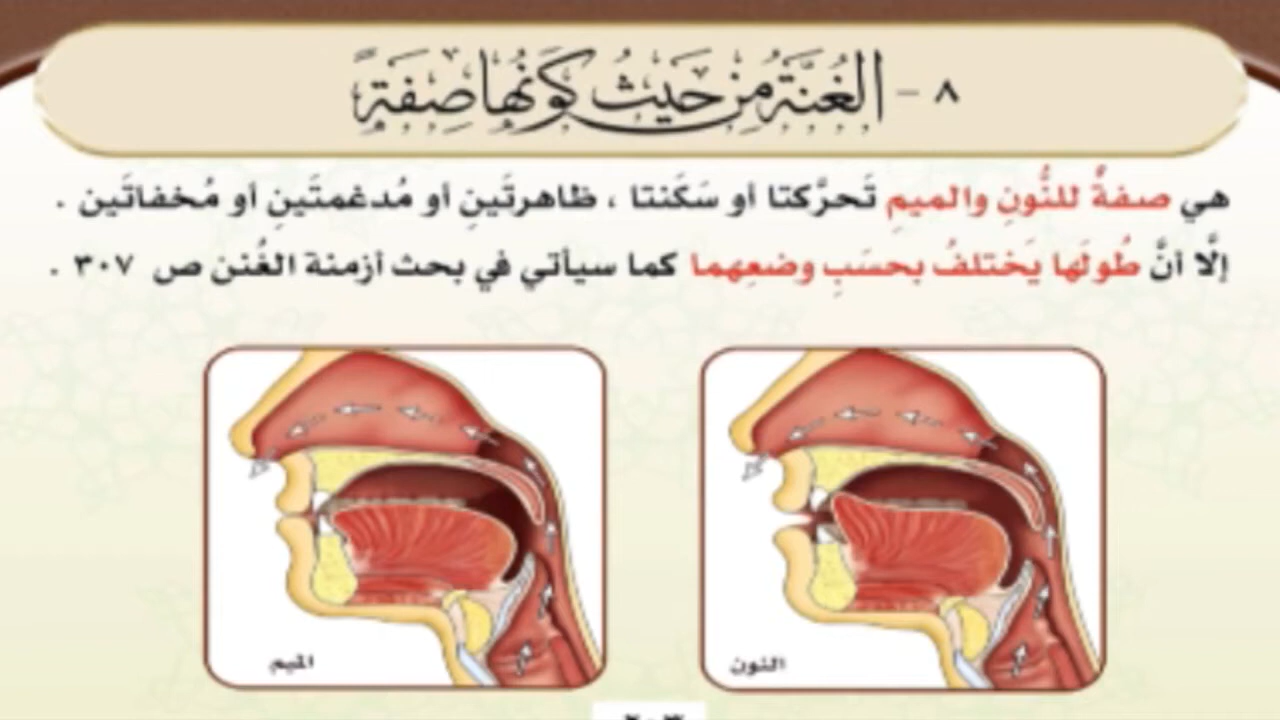 ٨ - الغُنَّةُ مِنْ حَيْثُ كَوْنُهَا صِفَةً
هي صفةٌ للنُّونِ والميمِ تَحرَّكتا أو سَكَنتا ، ظاهرتَينِ أو مُدغمتَينِ أو مُخفاتَين .
إلَّا أنَّ طُولَها يَختلفُ بحسَبِ وضعِهما كما سيأتي في بحث أزمنة الغُنن ص ٣٠٧ .
النون
الميم